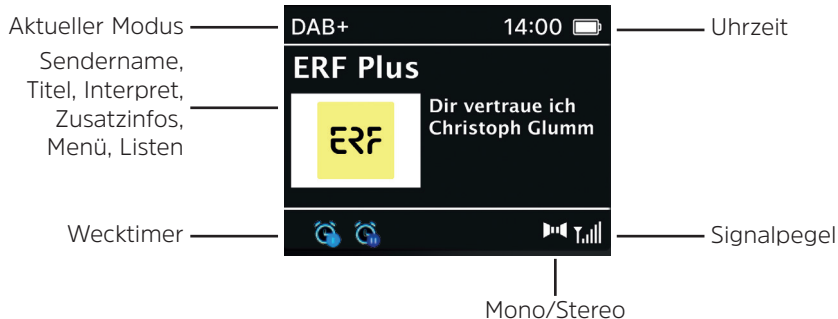 Aktueller Modus
Sendername,
Titel, Interpret,
Zusatzinfos,
Menü, Listen
Wecktimer
DAB+ 14:00
ERF Plus
ERF
Dir vertraue ich
Christoph Glumm
Uhrzeit
Signalpegel
Mono/Stereo